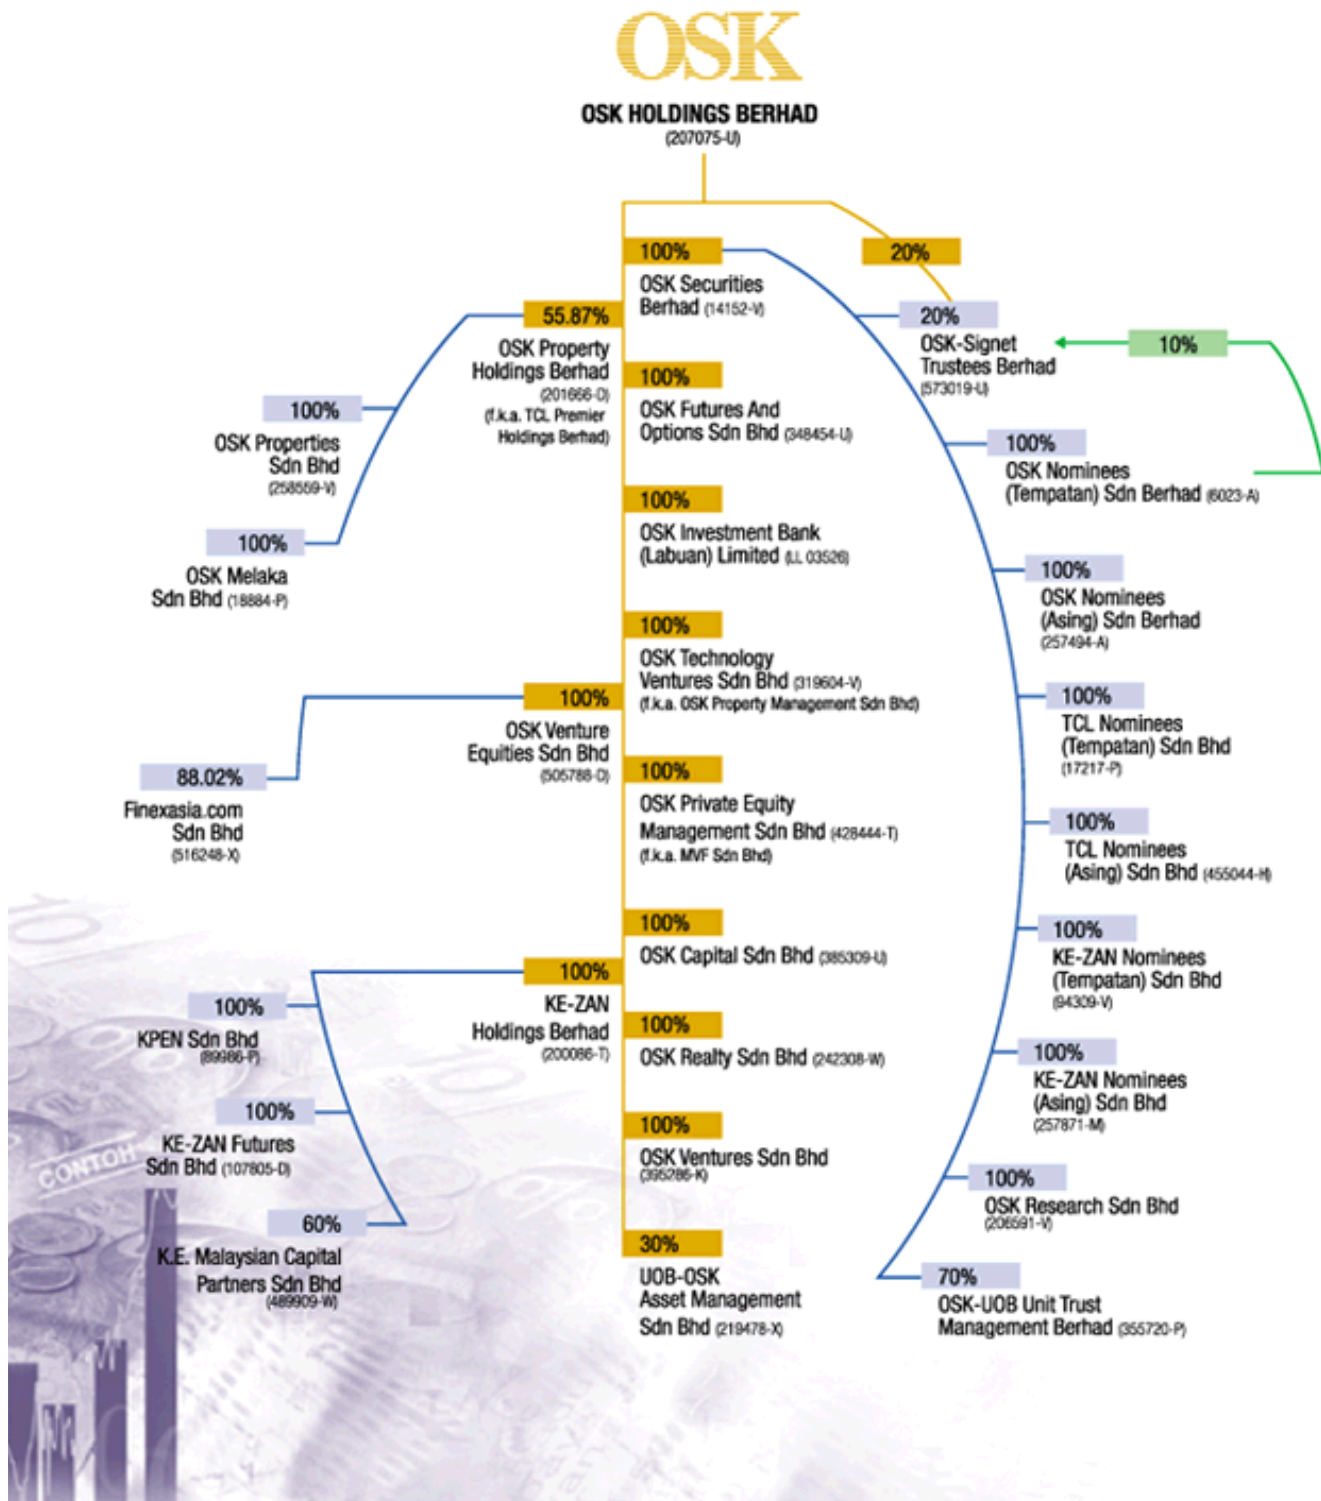 OSK
OSK HOLDINGS BERHAD
(207075-U)
20%
100%
OSK Securities
Berhad (14152-V)
55.87%
OSK Property
Holdings Berhad
(201666-D)
(f.k.a. TCL Premier
Holdings Berhad)
100%
OSK Properties
Sdn Bhd
(258559-V)
100%
OSK Melaka
Sdn Bhd (18884-P)
100%
OSK Futures And
Options Sdn Bhd (348454-U)
100%
OSK Investment Bank
(Labuan) Limited (LL 03526)
100%
OSK Technology
Ventures Sdn Bhd (319604-V)
(f.k.a. OSK Property Management Sdn Bhd)
100%
OSK Venture
Equities Sdn Bhd
(505788-D)
88.02%
Finexasia.com
Sdn Bhd
(516248-X)
100%
OSK Private Equity
Management Sdn Bhd (428444-T)
(f.k.a. MVF Sdn Bhd)
100%
OSK Capital Sdn Bhd (385309-U)
100%
KE-ZAN
Holdings Berhad
(200086-T)
100%
KPEN Sdn Bhd
(89986-P)
100%
KE-ZAN Futures
Sdn Bhd (107805-D)
60%
K.E. Malaysian Capital
Partners Sdn Bhd
(489909-W)
100%
OSK Realty Sdn Bhd (242308-W)
100%
OSK Ventures Sdn Bhd
(395286-K)
30%
UOB-OSK
Asset Management
Sdn Bhd (219478-X)
20%
OSK-Signet
Trustees Berhad
(573019-U)
10%
100%
OSK Nominees
(Tempatan) Sdn Berhad (6023-A)
100%
OSK Nominees
(Asing) Sdn Berhad
(257494-A)
100%
TCL Nominees
(Tempatan) Sdn Bhd
(17217-P)
100%
TCL Nominees
(Asing) Sdn Bhd (455044-H)
100%
KE-ZAN Nominees
(Tempatan) Sdn Bhd
(94309-V)
100%
KE-ZAN Nominees
(Asing) Sdn Bhd
(257871-M)
100%
OSK Research Sdn Bhd
(206591-V)
70%
OSK-UOB Unit Trust
Management Berhad (355720-P)
CONTOH